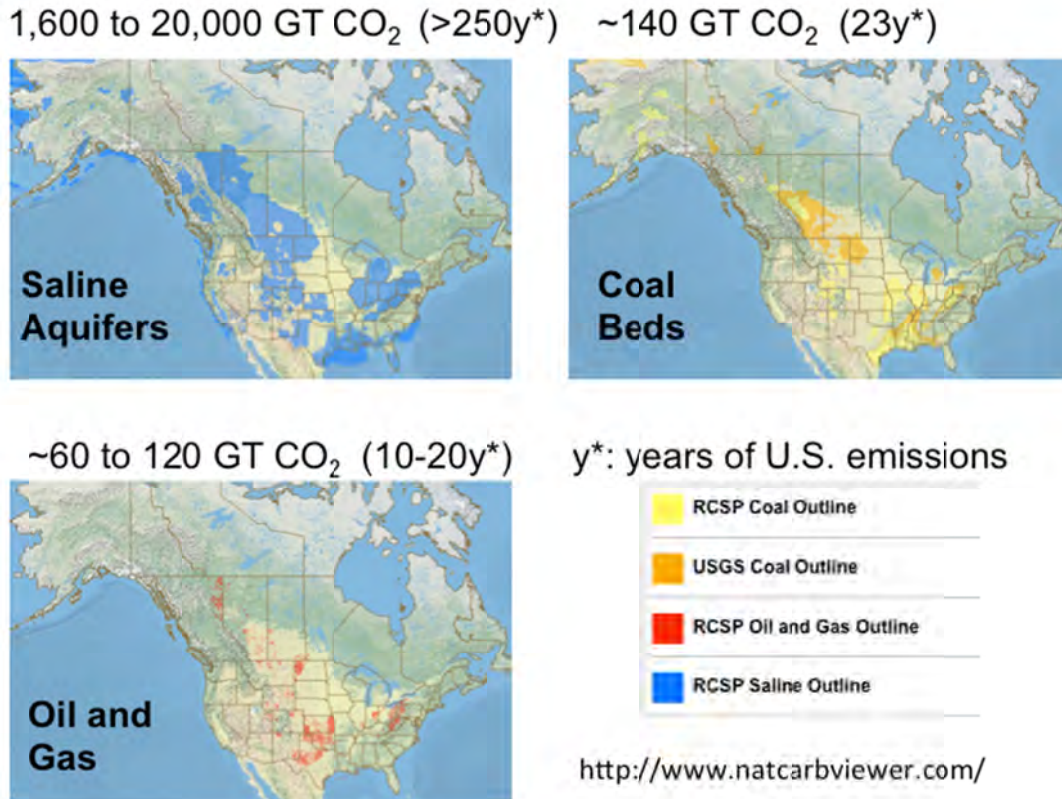 1,600 to 20,000 GT CO₂ (>250y*)
~140 GT CO₂ (23y*)
Saline
Aquifers
Coal
Beds
~60 to 120 GT CO₂ (10-20y*)
y*: years of U.S. emissions
Oil and
Gas
RCSP Coal Outline
USGS Coal Outline
RCSP Oil and Gas Outline
RCSP Saline Outline
http://www.natcarbviewer.com/